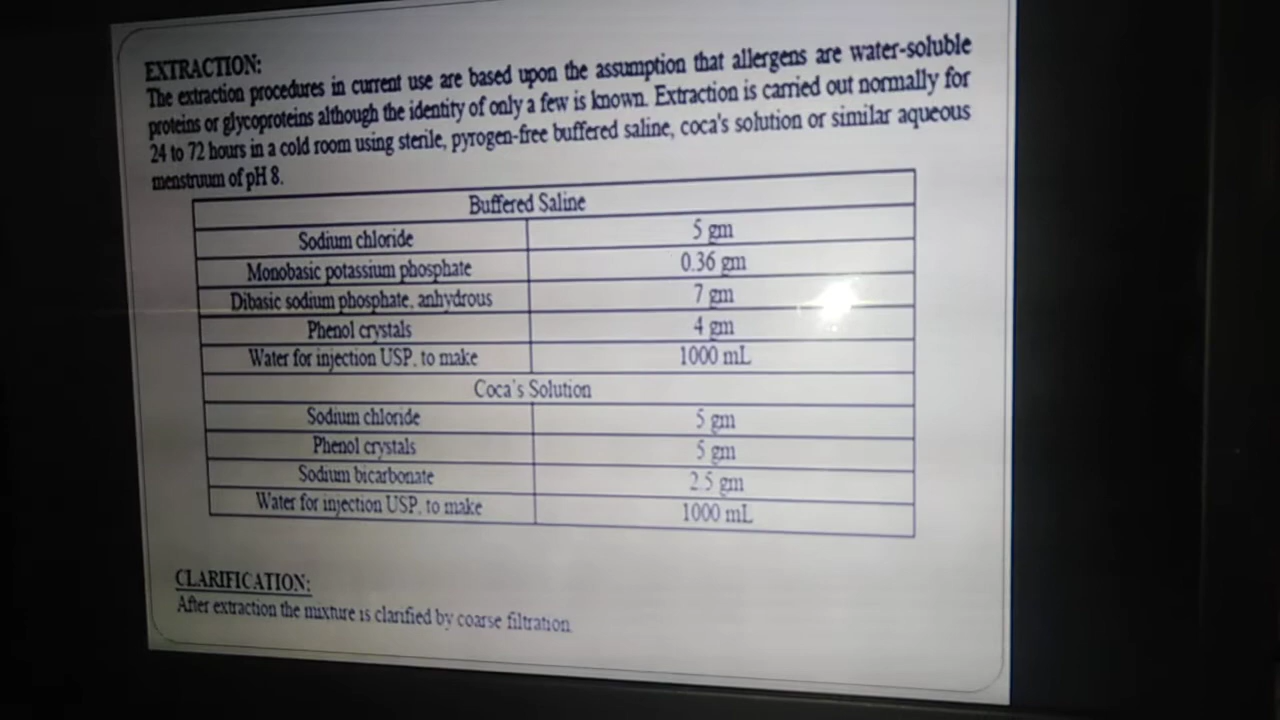 EXTRACTION:
The extraction procedures in current use are based upon the assumption that allergens are water-soluble
proteins or glycoproteins although the identity of only a few is known. Extraction is carried out normally for
24 to 72 hours in a cold room using sterile, pyrogen-free buffered saline, coca's solution or similar aqueous
menstruum of pH 8.
Buffered Saline
Sodium chloride 5 gm
Monobasic potassium phosphate 0.36 gm
Dibasic sodium phosphate, anhydrous 7 gm
Phenol crystals 4 gm
Water for injection USP, to make 1000 mL
Coca's Solution
Sodium chloride 5 gm
Phenol crystals 5 gm
Sodium bicarbonate 2.5 gm
Water for injection USP, to make 1000 mL
CLARIFICATION:
After extraction the mixture is clarified by coarse filtration.